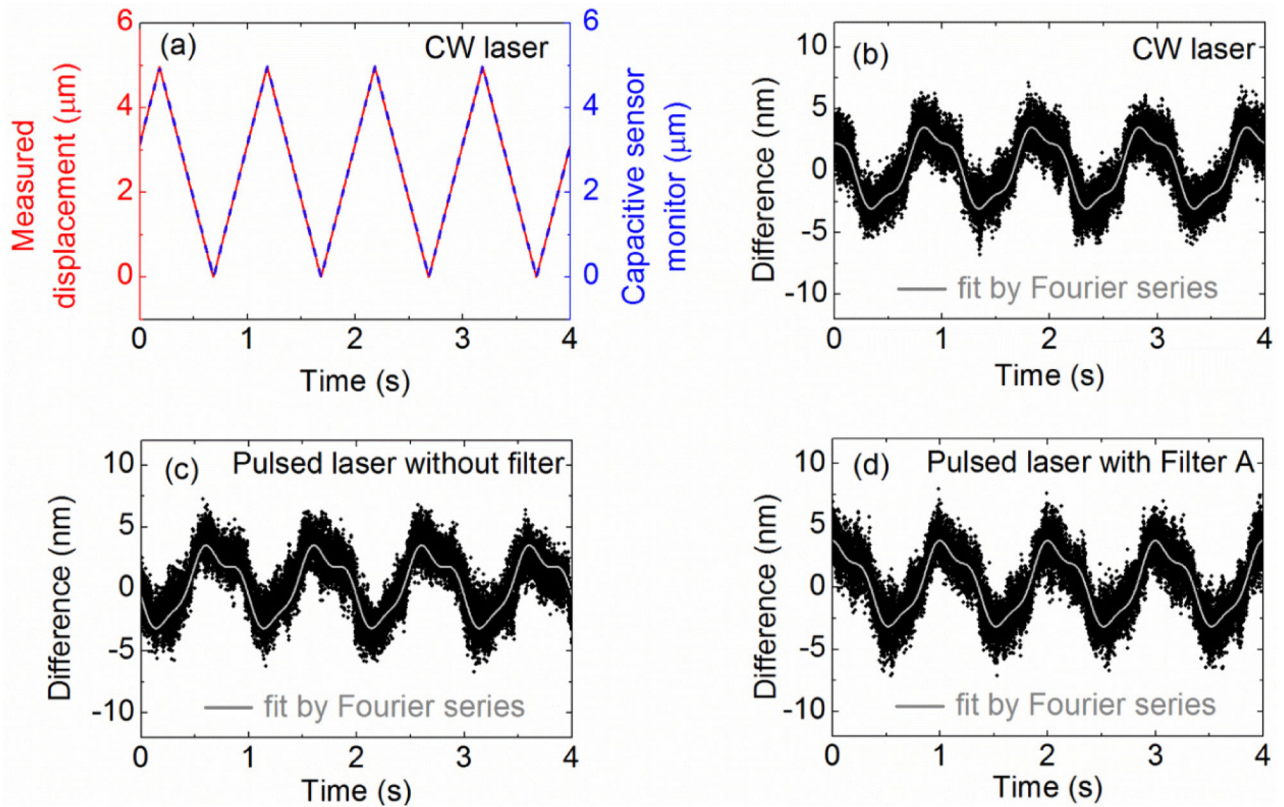 (a)
CW laser
6
4
2
0
6
4
2
0
Measured
displacement (μm)
Capacitive sensor
monitor (μm)
0 1 2 3 4
Time (s)
(b)
CW laser
10
5
0
-5
-10
Difference (nm)
fit by Fourier series
0 1 2 3 4
Time (s)
(c) Pulsed laser without filter
10
5
0
-5
-10
Difference (nm)
fit by Fourier series
0 1 2 3 4
Time (s)
(d) Pulsed laser with Filter A
10
5
0
-5
-10
Difference (nm)
fit by Fourier series
0 1 2 3 4
Time (s)